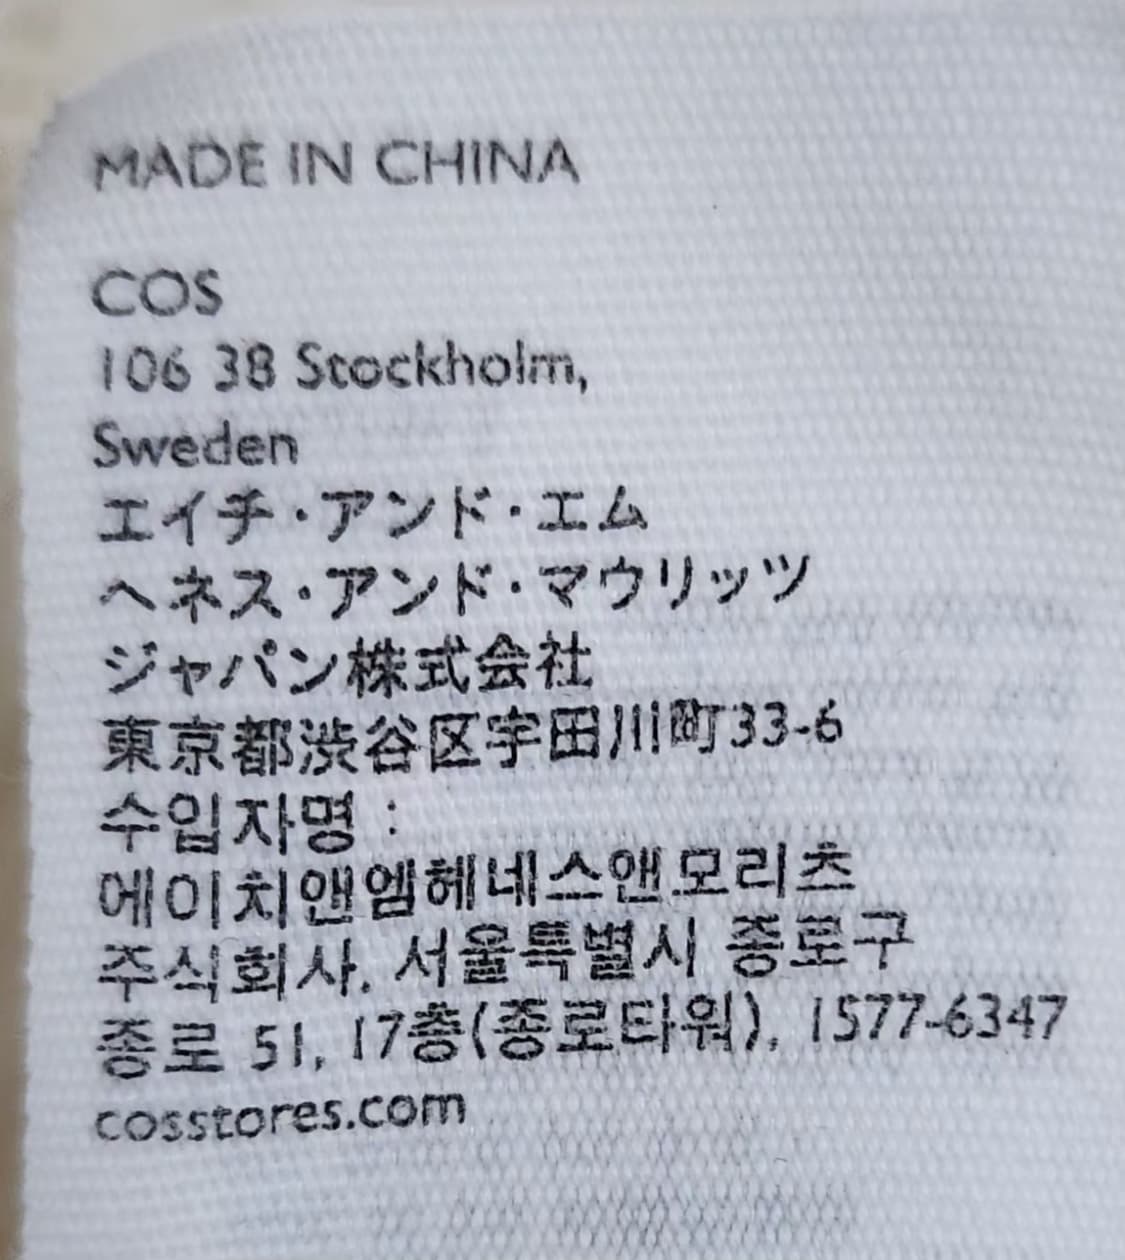 MADE IN CHINA
COS
106 38 Stockholm,
Sweden
エイチ・アンド・エム
ヘネス・アンド・マウリッツ
ジャパン株式会社
東京都渋谷区宇田川町33-6
수입자명 :
에이치앤엠헤네스앤모리츠
주식회사, 서울특별시 종로구
종로 51, 17층(종로타워), 1577-6347
cosstores.com